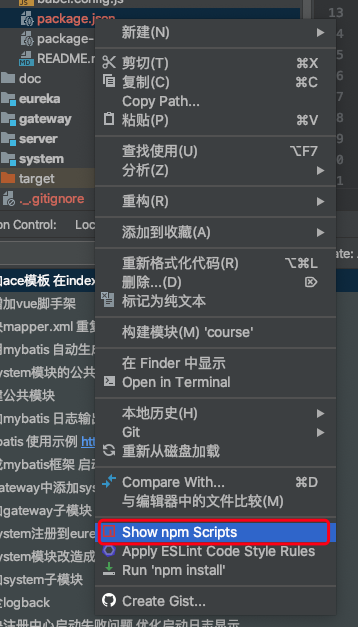 package.json
package-
README.
doc
eureka
gateway
server
system
target
._.gitignore
13
新建(N)
剪切(T) ⌘X
复制(C) ⌘C
Copy Path...
粘贴(P) ⌘V
查找使用(U) ⌥F7
分析(Z)
重构(R)
添加到收藏(A)
重新格式化代码(R) ⌥⌘L
删除...(D) ⌦
标记为纯文本
构建模块(M) 'course'
在 Finder 中显示
Open in Terminal
本地历史(H)
Git
重新从磁盘加载
Compare With... ⌘D
与编辑器中的文件比较(M)
Show npm Scripts
Apply ESLint Code Style Rules
Run 'npm install'
Create Gist...
on Control: Loc
ate:
ace模板 在index
增加vue脚手架
mapper.xml 重复
mybatis 自动生成
system模块的公共
公共模块
mybatis 日志输出
batis 使用示例 http
mybatis框架 启动
gateway中添加sys
gateway子模块
system注册到eure
system模块改造成
system子模块
logback
注册中心启动失败问题 优化启动日志显示